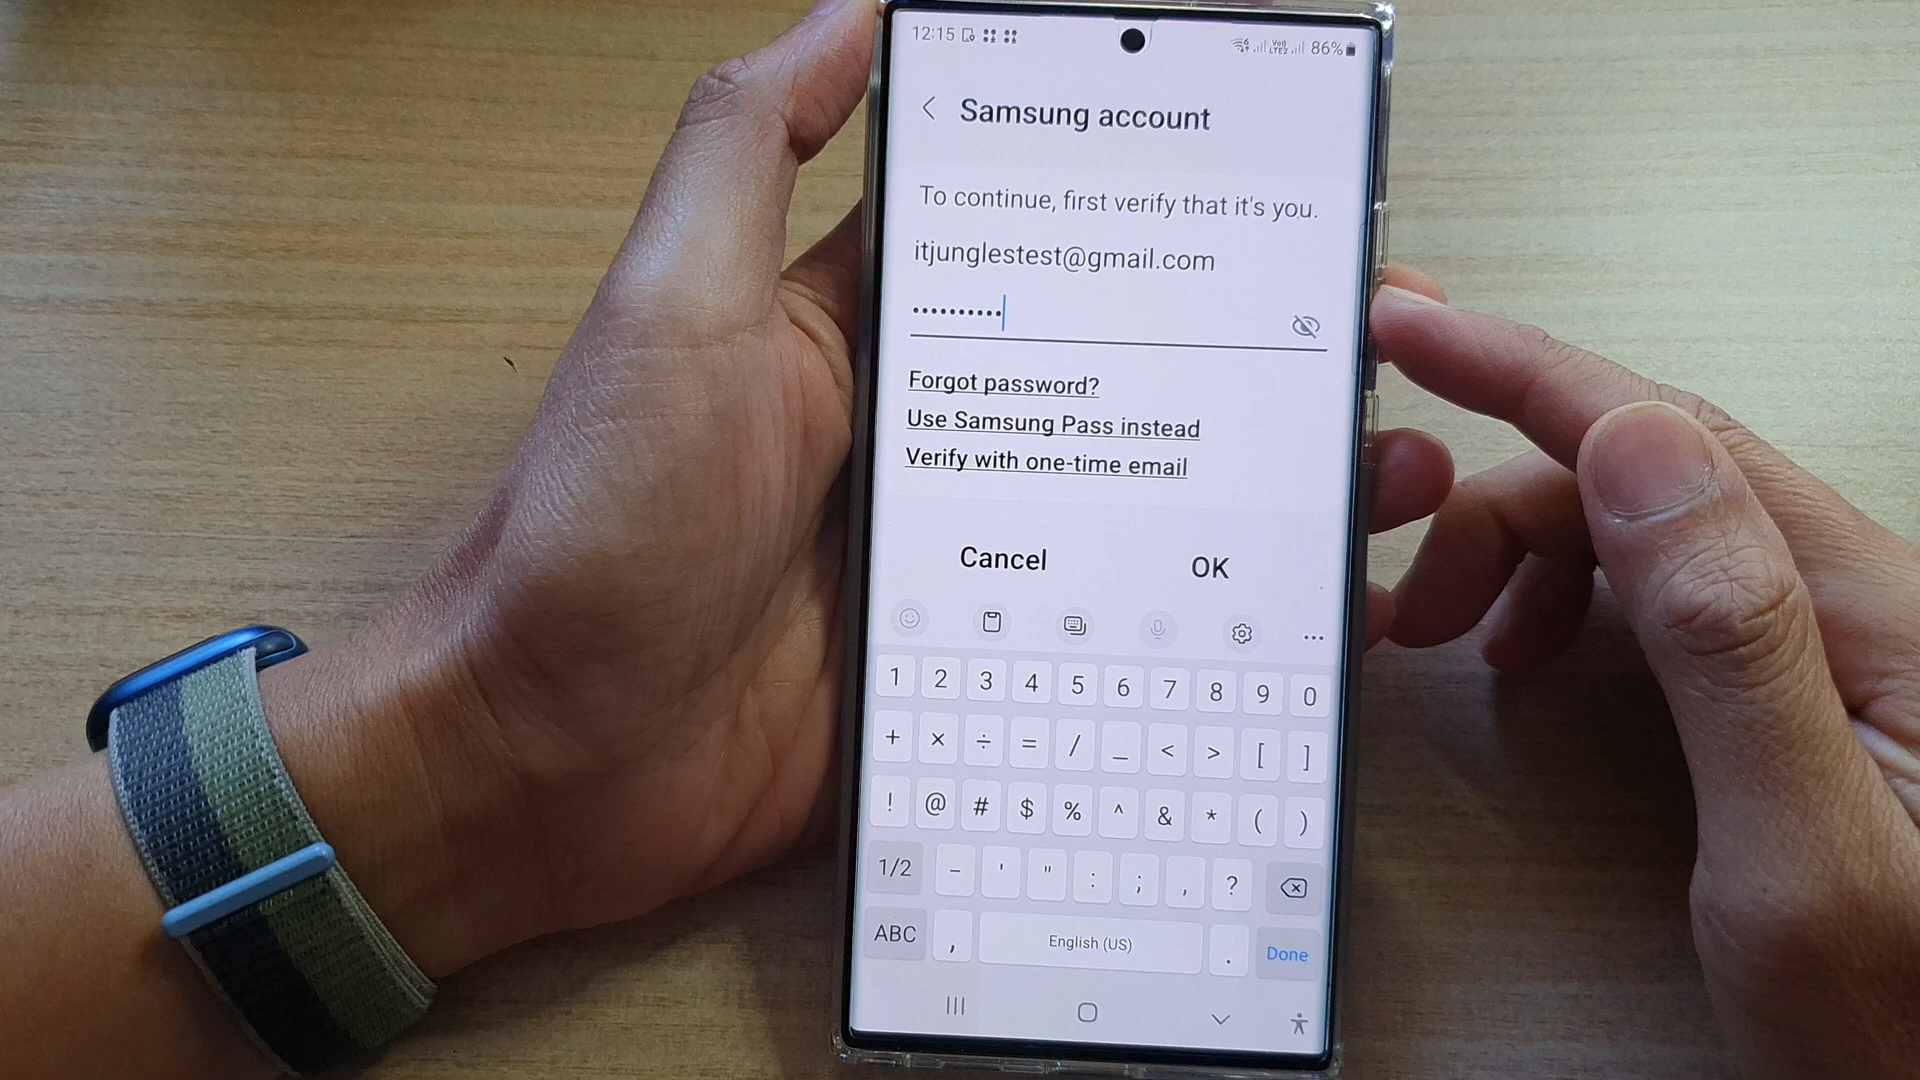 12:15 86%
Samsung account
To continue, first verify that it's you.
itjunglestest@gmail.com
••••••••••
Forgot password?
Use Samsung Pass instead
Verify with one-time email
Cancel OK
1 2 3 4 5 6 7 8 9 0
+ × ÷ = / _ < > [ ]
! @ # $ % ^ & * ( )
1/2 - ' " : ; , ?
ABC , English (US) . Done